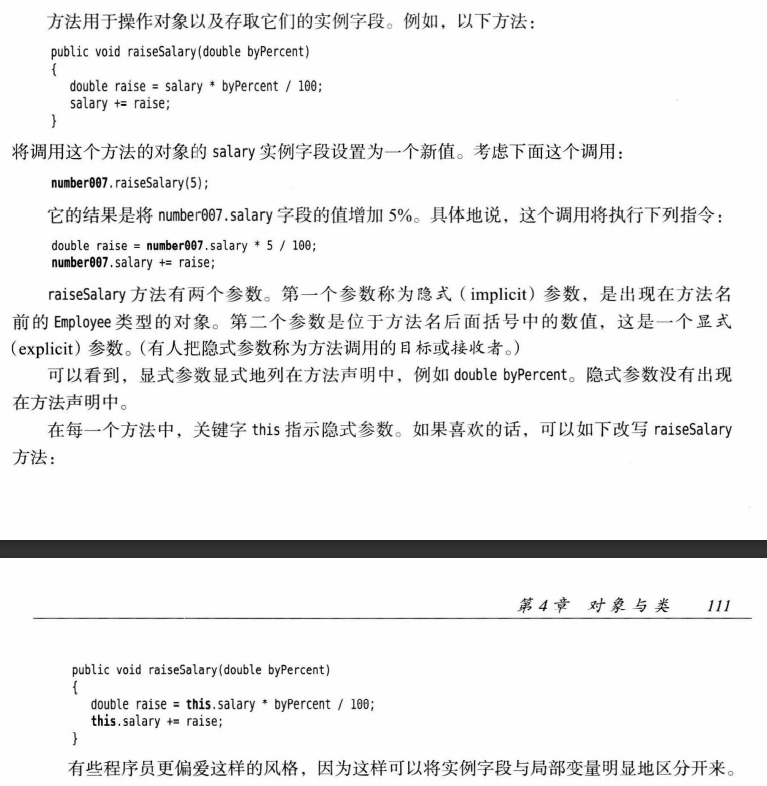 方法用于操作对象以及存取它们的实例字段。例如，以下方法：
public void raiseSalary(double byPercent)
{
double raise = salary * byPercent / 100;
salary += raise;
}
将调用这个方法的对象的 salary 实例字段设置为一个新值。考虑下面这个调用：
number007.raiseSalary(5);
它的结果是将 number007.salary 字段的值增加 5%。具体地说，这个调用将执行下列指令：
double raise = number007.salary * 5 / 100;
number007.salary += raise;
raiseSalary 方法有两个参数。第一个参数称为隐式（implicit）参数，是出现在方法名
前的 Employee 类型的对象。第二个参数是位于方法名后面括号中的数值，这是一个显式
（explicit）参数。（有人把隐式参数称为方法调用的目标或接收者。）
可以看到，显式参数显式地列在方法声明中，例如 double byPercent。隐式参数没有出现
在方法声明中。
在每一个方法中，关键字 this 指示隐式参数。如果喜欢的话，可以如下改写 raiseSalary
方法：
第4章 对象与类 111
public void raiseSalary(double byPercent)
{
double raise = this.salary * byPercent / 100;
this.salary += raise;
}
有些程序员更偏爱这样的风格，因为这样可以将实例字段与局部变量明显地区分开来。